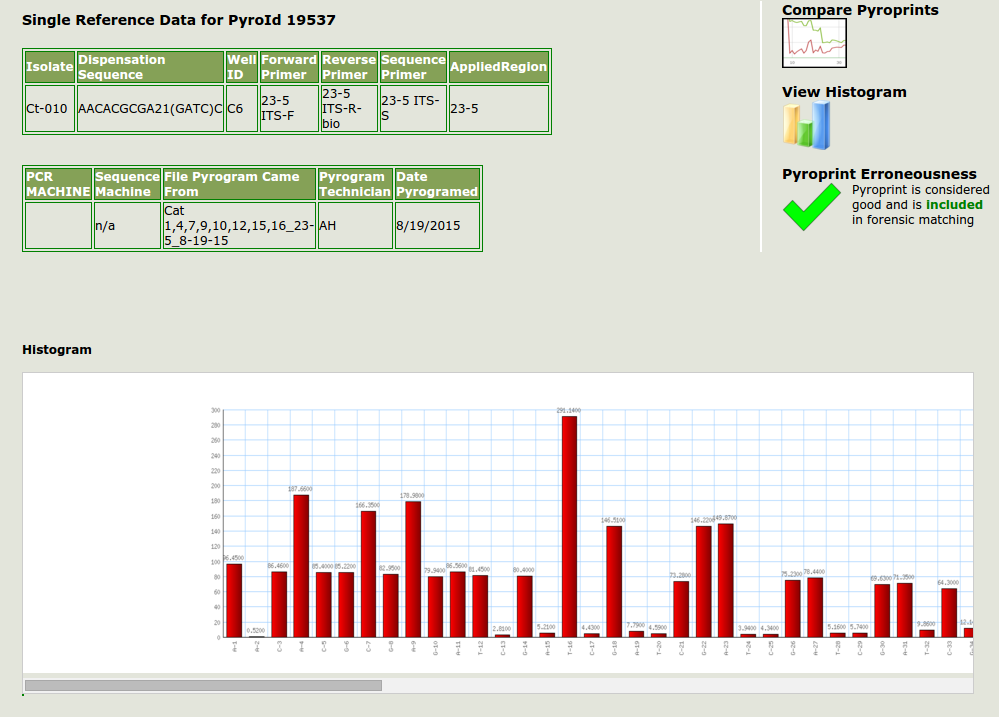 Single Reference Data for PyroId 19537
Isolate Dispensation Sequence Well ID Forward Primer Reverse Primer Sequence Primer AppliedRegion
Ct-010 AACACGCGA21(GATC)C C6 23-5 ITS-F 23-5 ITS-R-bio 23-5 ITS-S 23-5
PCR MACHINE Sequence Machine File Pyrogram Came From Pyrogram Technician Date Pyrogramed
n/a Cat 1,4,7,9,10,12,15,16_23-5_8-19-15 AH 8/19/2015
Compare Pyroprints
View Histogram
Pyroprint Erroneousness
Pyroprint is considered
good and is included
in forensic matching
Histogram
300
280
260
240
220
200
180
160
140
120
100
80
60
40
20
0
96.4500 0.5200 86.4600 187.6600 85.4000 85.2200 166.3500 82.9500 178.9800 79.9400 86.5600 81.4500 2.8100 80.4000 5.2100 291.1400 4.4300 146.5100 7.7900 4.5900 73.2800 146.2200 149.8700 3.9400 4.3400 75.2300 78.4400 5.1600 5.7400 69.6300 71.3500 9.8600 64.3000
A-1 A-2 C-3 A-4 C-5 G-6 C-7 G-8 A-9 G-10 A-11 T-12 C-13 G-14 A-15 T-16 C-17 G-18 A-19 T-20 C-21 G-22 A-23 T-24 C-25 G-26 A-27 T-28 C-29 G-30 A-31 T-32 C-33 G-34